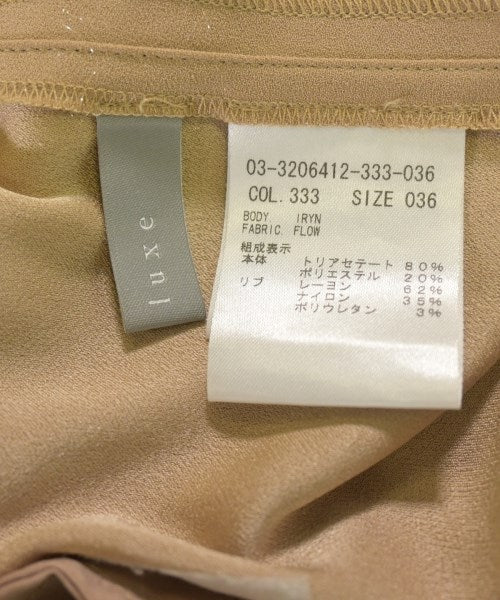 luxe
03-3206412-333-036
COL. 333 SIZE 036
BODY IRYN
FABRIC. FLOW
組成表示
本体 トリアセテート 80%
ポリエステル 20%
リブ レーヨン 62%
ナイロン 35%
ポリウレタン 3%